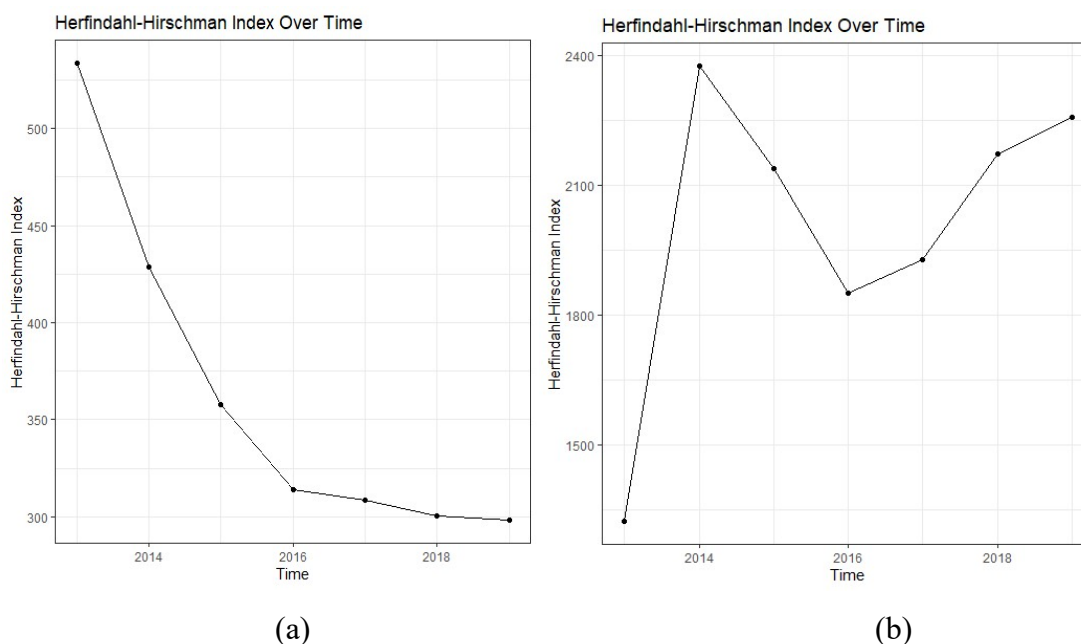 Herfindahl-Hirschman Index Over Time
Herfindahl-Hirschman Index
500
450
400
350
300
2014
2016
2018
Time
(a)
Herfindahl-Hirschman Index Over Time
Herfindahl-Hirschman Index
2400
2100
1800
1500
2014
2016
2018
Time
(b)